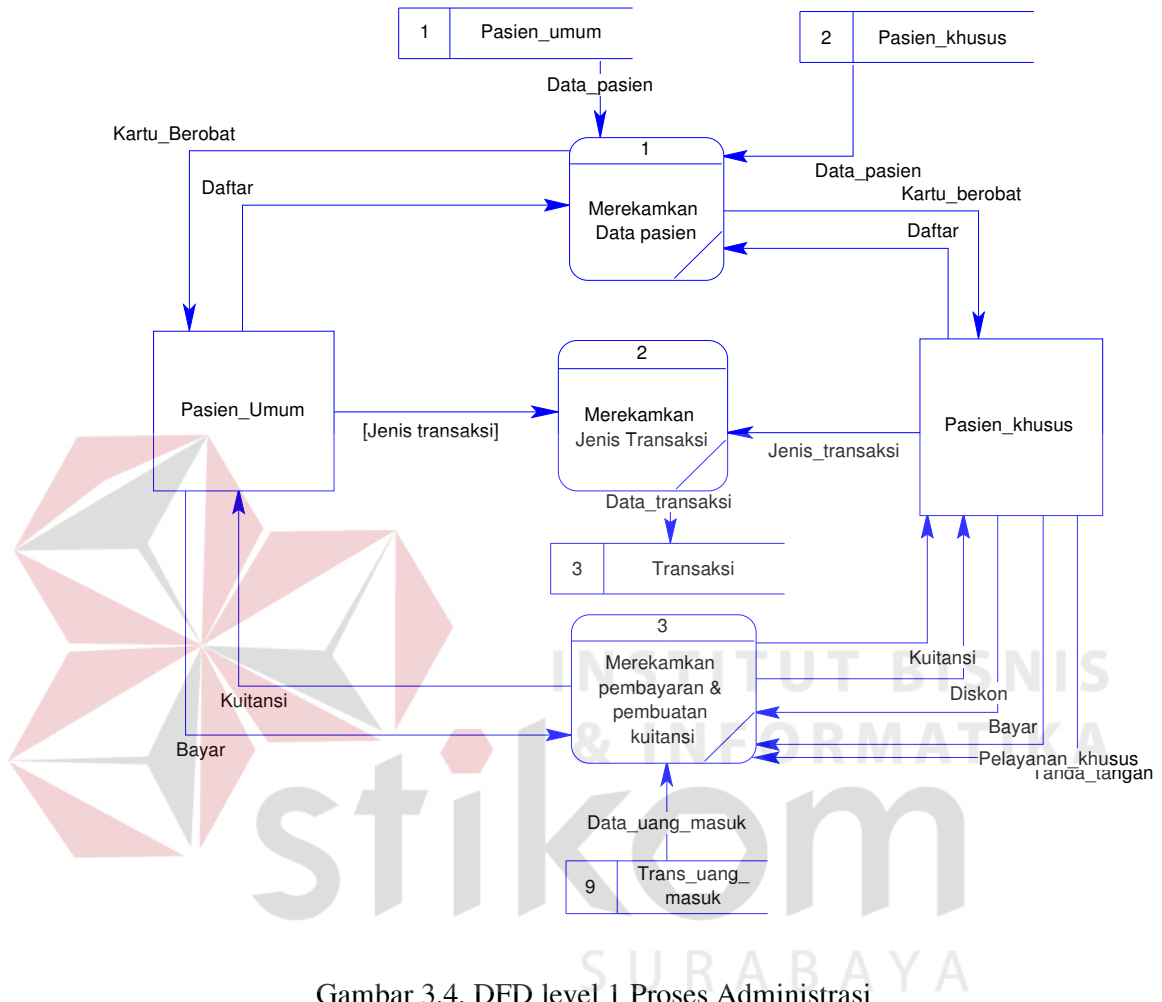 1 Pasien_umum
2 Pasien_khusus
Data_pasien
Kartu_Berobat
1
Data_pasien
Daftar
Kartu_berobat
Merekamkan
Data pasien
Daftar
2
Pasien_Umum
Merekamkan
Jenis Transaksi
Pasien_khusus
[Jenis transaksi]
Jenis_transaksi
Data_transaksi
3 Transaksi
3
Merekamkan
pembayaran &
pembuatan
kuitansi
Kuitansi
Kuitansi
Diskon
Bayar
Bayar
Pelayanan_khusus
Tanda_tangan
Data_uang_masuk
9 Trans_uang_
masuk
INSTITUT BISNIS
& INFORMATIKA
stikom
SURABAYA
Gambar 3.4. DFD level 1 Proses Administrasi